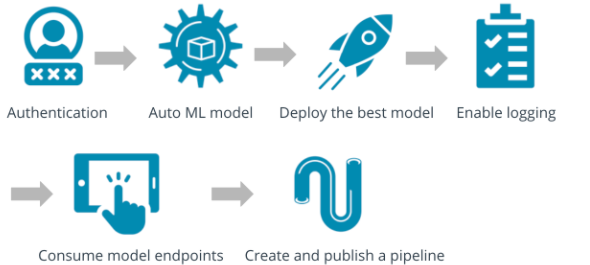 Authentication
Auto ML model
Deploy the best model
Enable logging
Consume model endpoints
Create and publish a pipeline